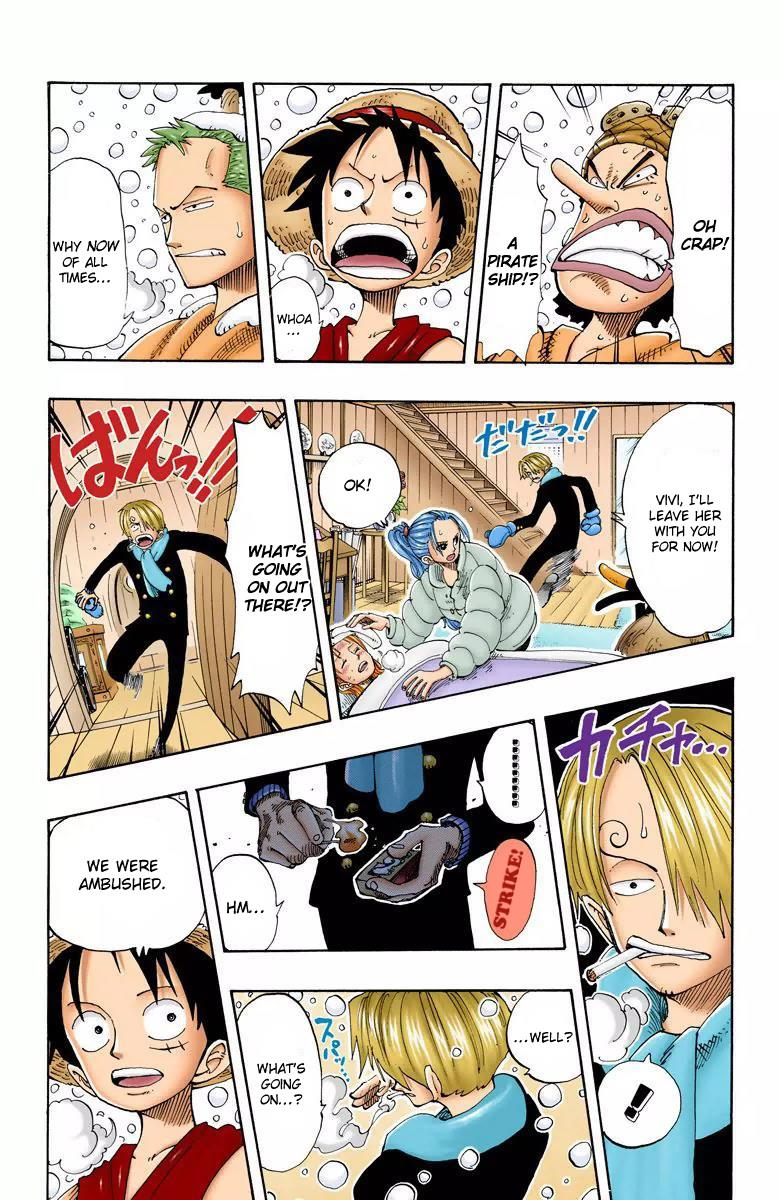 OH
CRAP!
A
PIRATE
SHIP!?
WHOA
...
WHY NOW
OF ALL
TIMES...
VIVI, I'LL
LEAVE HER
WITH YOU
FOR NOW!
だだっ!!
OK!
ばんっ!!
WHAT'S
GOING
ON OUT
THERE!?
カチャ...
!
STRIKE!
HM...
...WELL?
スパッ...
WHAT'S
GOING
ON...?
WE WERE
AMBUSHED.